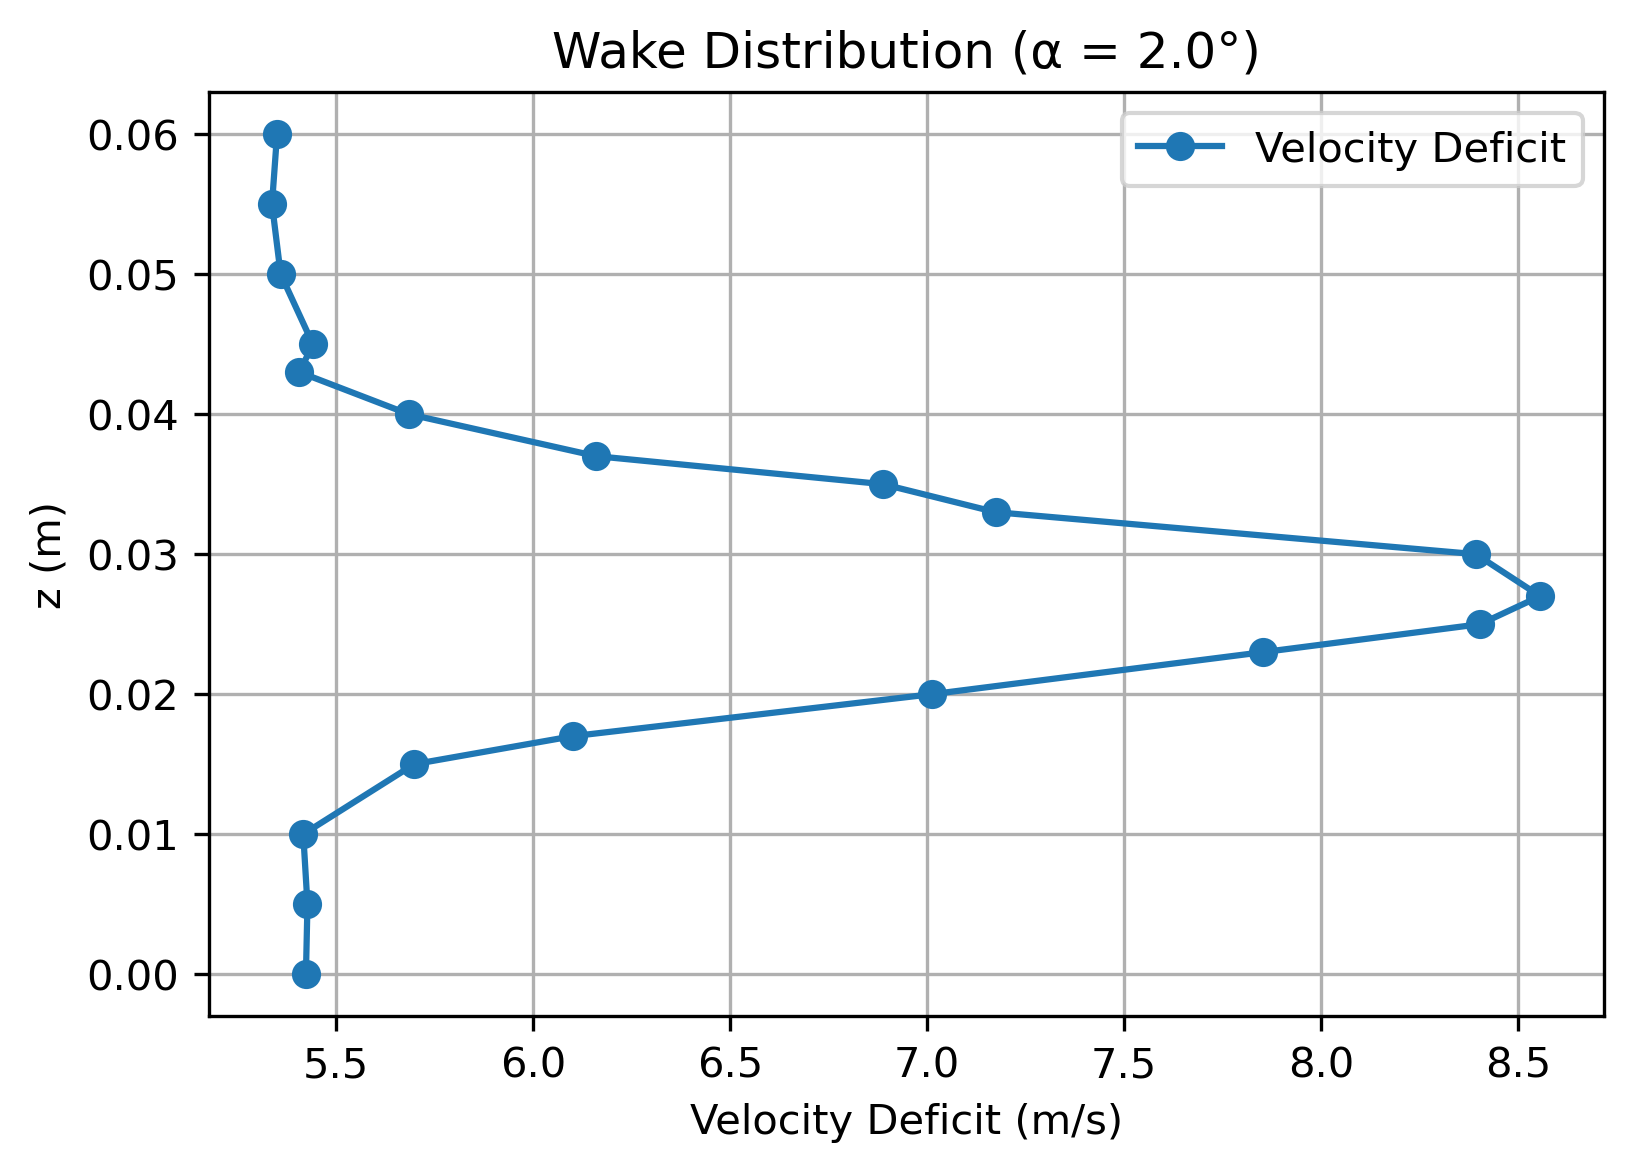 Wake Distribution (α = 2.0°)
Velocity Deficit
0.06
0.05
0.04
0.03
0.02
0.01
0.00
z (m)
5.5 6.0 6.5 7.0 7.5 8.0 8.5
Velocity Deficit (m/s)